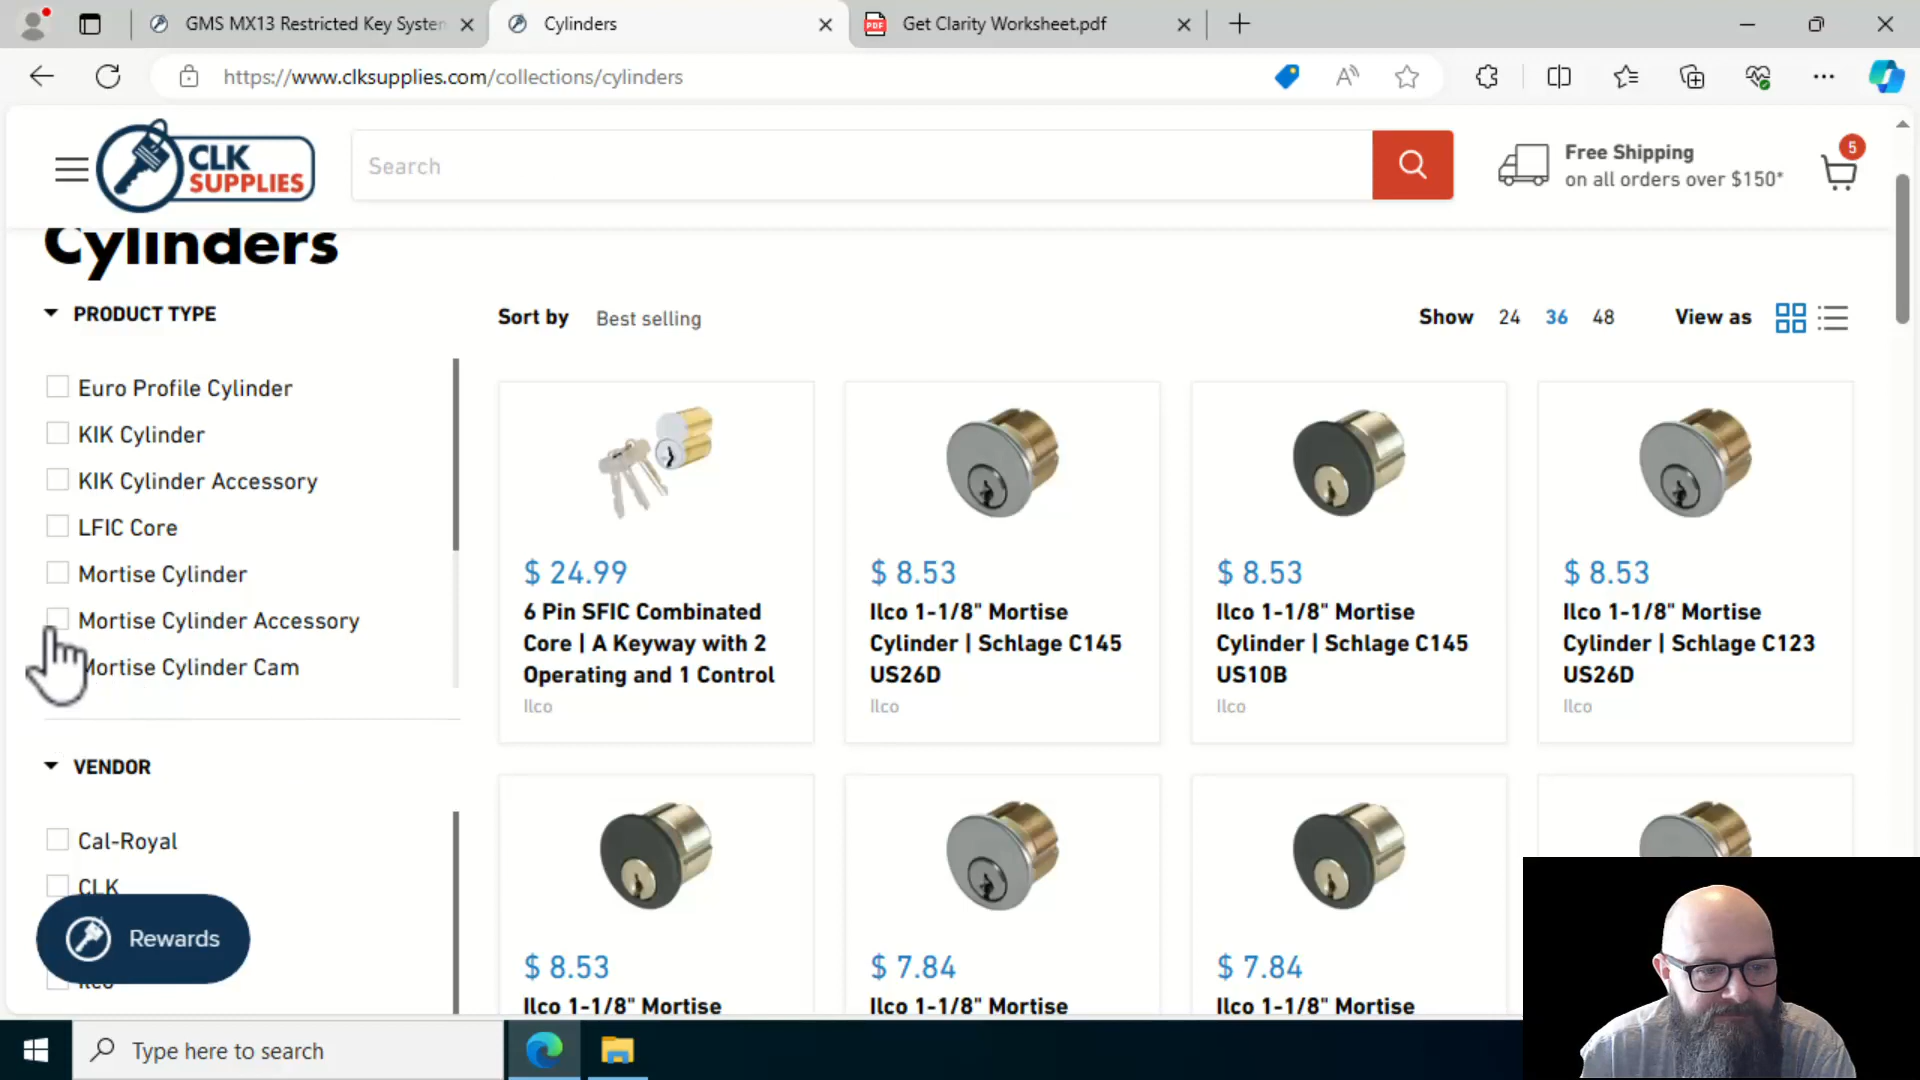 GMS MX13 Restricted Key System
Cylinders
Get Clarity Worksheet.pdf
https://www.clksupplies.com/collections/cylinders
CLK
SUPPLIES
Search
Free Shipping
on all orders over $150*
5
Cylinders
PRODUCT TYPE
Euro Profile Cylinder
KIK Cylinder
KIK Cylinder Accessory
LFIC Core
Mortise Cylinder
Mortise Cylinder Accessory
Mortise Cylinder Cam
VENDOR
Cal-Royal
CLK
Ilco
Rewards
Sort by Best selling
Show 24 36 48
View as
$ 24.99
6 Pin SFIC Combinated
Core | A Keyway with 2
Operating and 1 Control
Ilco
$ 8.53
Ilco 1-1/8" Mortise
Cylinder | Schlage C145
US26D
Ilco
$ 8.53
Ilco 1-1/8" Mortise
Cylinder | Schlage C145
US10B
Ilco
$ 8.53
Ilco 1-1/8" Mortise
Cylinder | Schlage C123
US26D
Ilco
$ 8.53
Ilco 1-1/8" Mortise
$ 7.84
Ilco 1-1/8" Mortise
$ 7.84
Ilco 1-1/8" Mortise
Type here to search